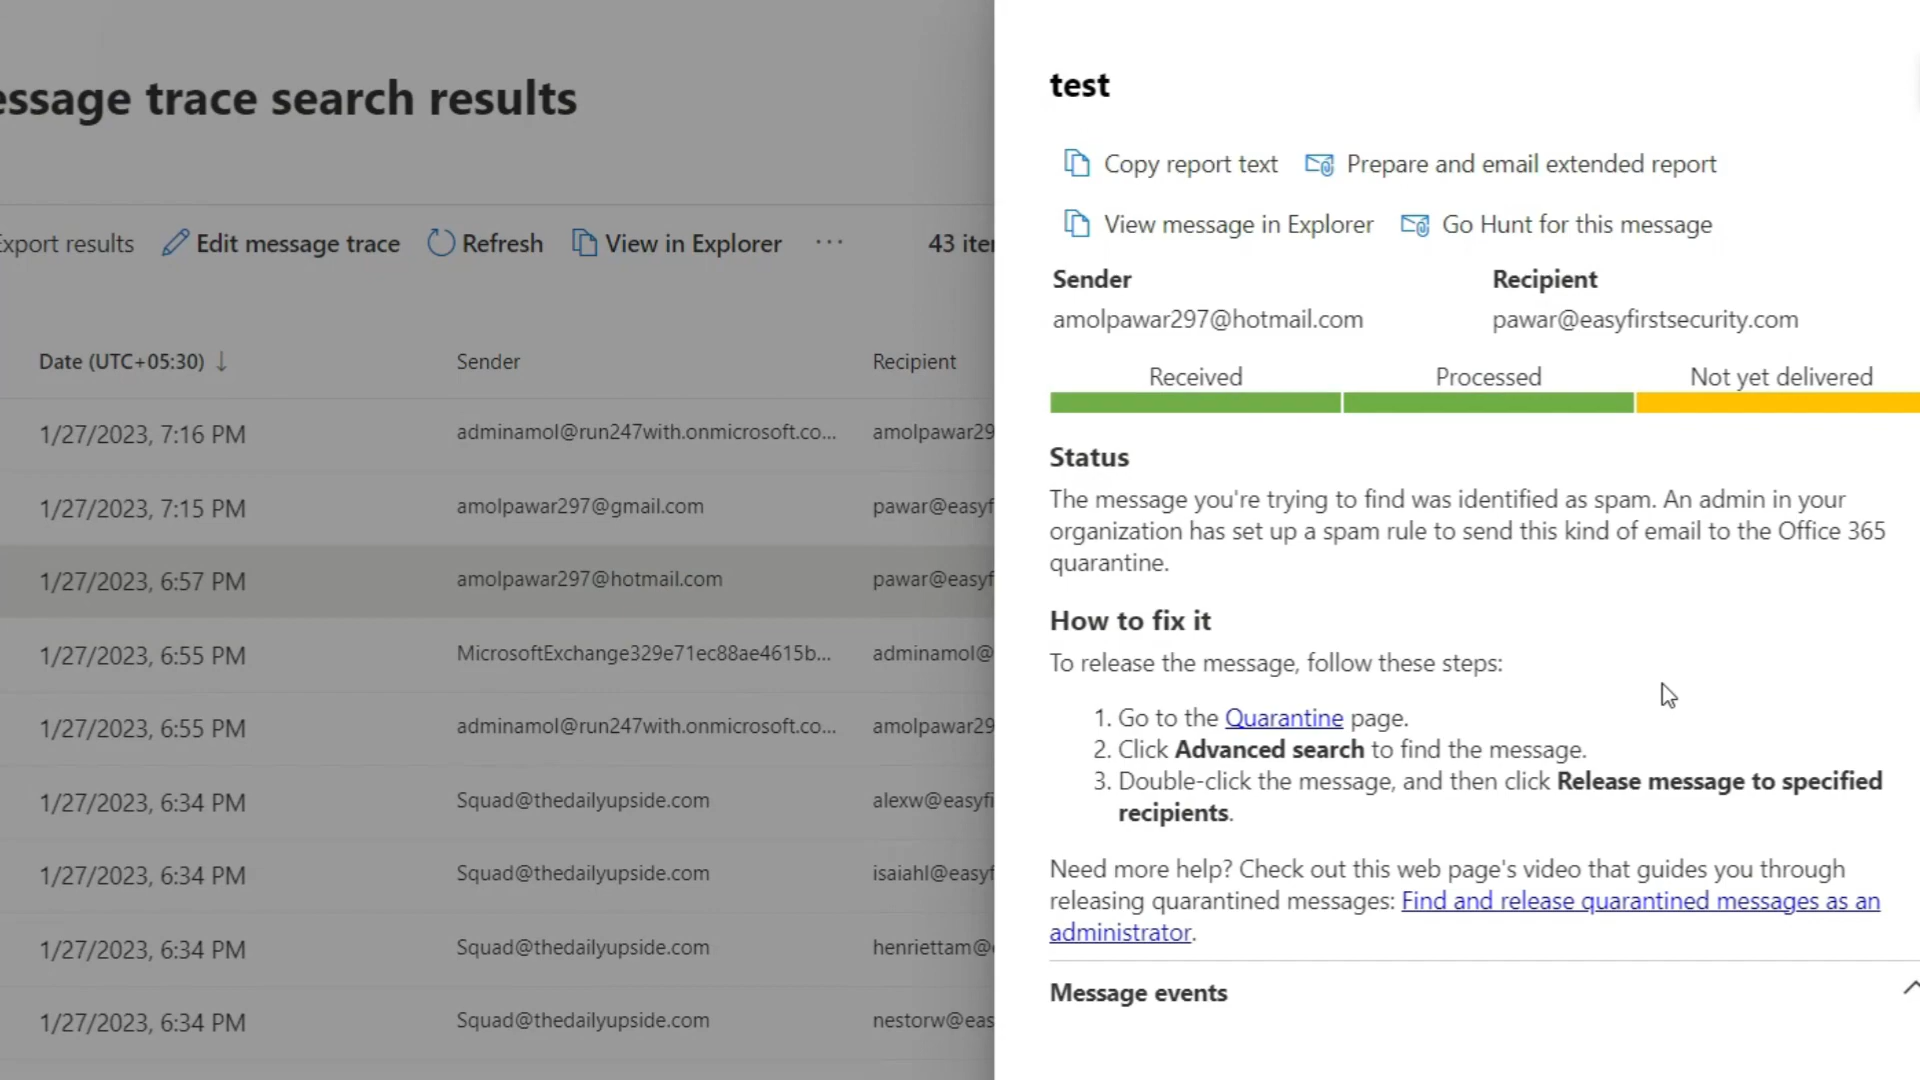 essage trace search results
Export results Edit message trace Refresh View in Explorer ··· 43 iter
Date (UTC+05:30) ↓ Sender Recipient
1/27/2023, 7:16 PM adminamol@run247with.onmicrosoft.co... amolpawar29
1/27/2023, 7:15 PM amolpawar297@gmail.com pawar@easyf
1/27/2023, 6:57 PM amolpawar297@hotmail.com pawar@easyf
1/27/2023, 6:55 PM MicrosoftExchange329e71ec88ae4615b... adminamol@
1/27/2023, 6:55 PM adminamol@run247with.onmicrosoft.co... amolpawar29
1/27/2023, 6:34 PM Squad@thedailyupside.com alexw@easyfi
1/27/2023, 6:34 PM Squad@thedailyupside.com isaiahl@easyf
1/27/2023, 6:34 PM Squad@thedailyupside.com henriettam@
1/27/2023, 6:34 PM Squad@thedailyupside.com nestorw@eas
test
Copy report text Prepare and email extended report
View message in Explorer Go Hunt for this message
Sender Recipient
amolpawar297@hotmail.com pawar@easyfirstsecurity.com
Received Processed Not yet delivered
Status
The message you're trying to find was identified as spam. An admin in your
organization has set up a spam rule to send this kind of email to the Office 365
quarantine.
How to fix it
To release the message, follow these steps:
1. Go to the Quarantine page.
2. Click Advanced search to find the message.
3. Double-click the message, and then click Release message to specified
recipients.
Need more help? Check out this web page's video that guides you through
releasing quarantined messages: Find and release quarantined messages as an
administrator.
Message events